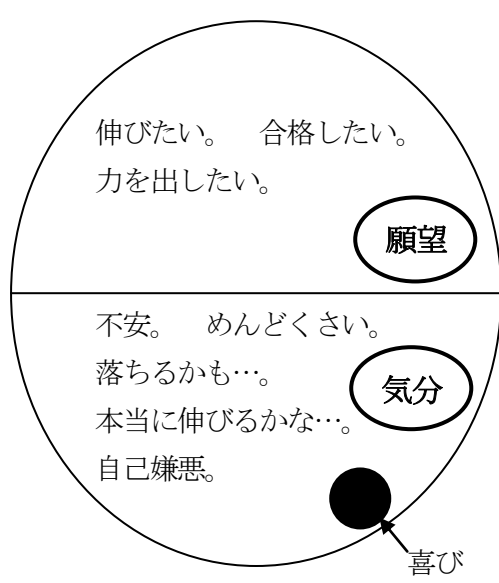 伸びたい。　合格したい。
力を出したい。
願望
不安。　めんどくさい。
落ちるかも…。
気分
本当に伸びるかな…。
自己嫌悪。
喜び